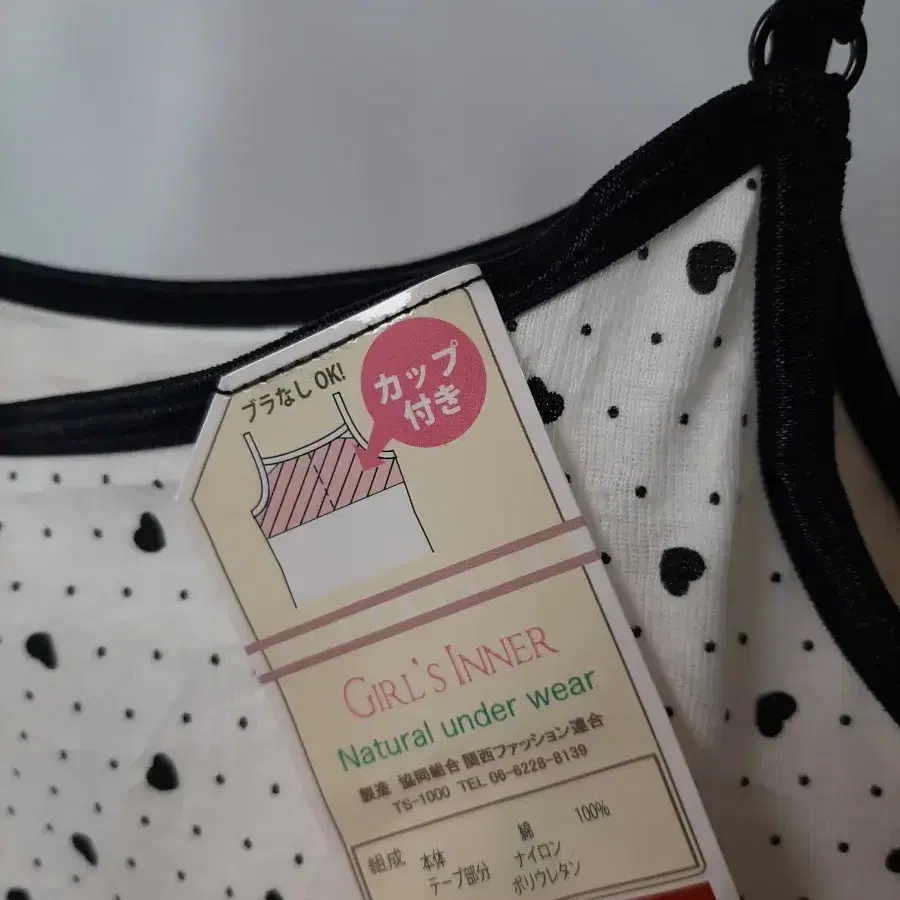 ブラなし OK!
カップ
付き
GIRL'S INNER
Natural under wear
製造 協同組合 関西ファッション連合
TS-1000 TEL 06-6228-8139
組成 本体 綿 100%
テープ部分 ナイロン
ポリウレタン